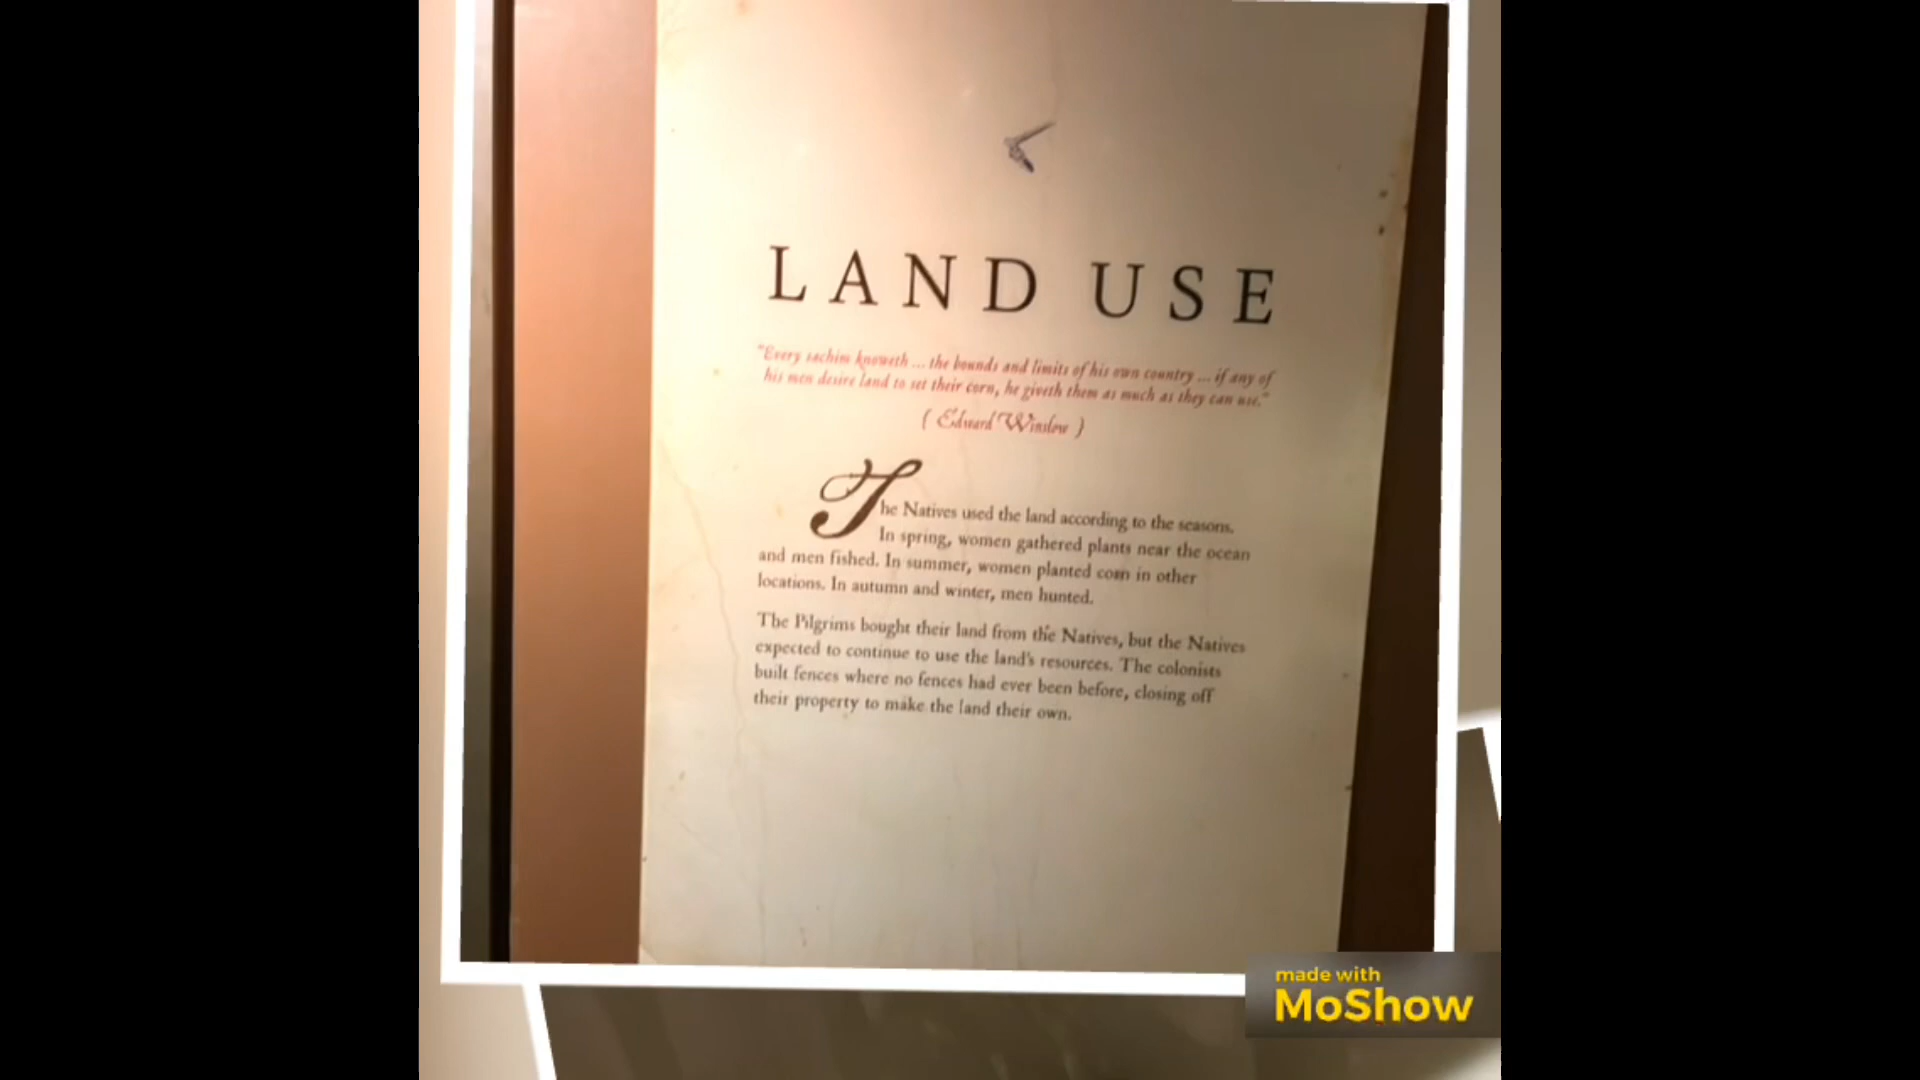 LAND USE
"Every sachim knoweth ... the bounds and limits of his own country ... if any of
his men desire land to set their corn, he giveth them as much as they can use."
{ Edward Winslow }
The Natives used the land according to the seasons.
In spring, women gathered plants near the ocean
and men fished. In summer, women planted corn in other
locations. In autumn and winter, men hunted.
The Pilgrims bought their land from the Natives, but the Natives
expected to continue to use the land's resources. The colonists
built fences where no fences had ever been before, closing off
their property to make the land their own.
made with
MoShow